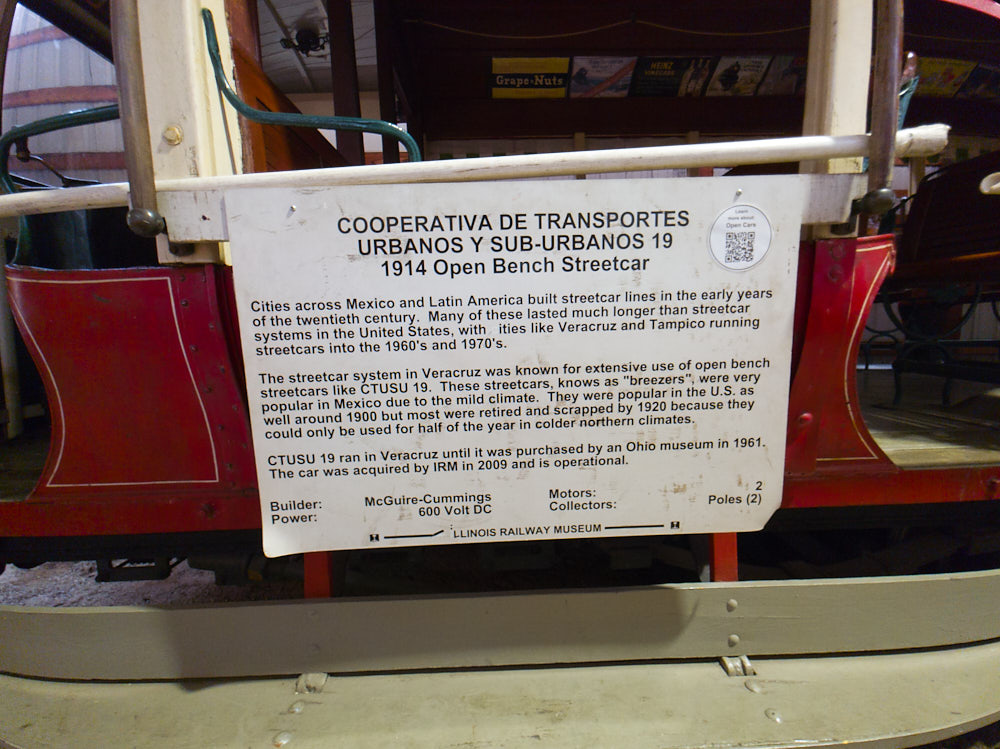 Grape-Nuts
HEINZ
VINEGARS
COOPERATIVA DE TRANSPORTES
URBANOS Y SUB-URBANOS 19
1914 Open Bench Streetcar
Learn
more about
Open Cars
Cities across Mexico and Latin America built streetcar lines in the early years
of the twentieth century. Many of these lasted much longer than streetcar
systems in the United States, with ities like Veracruz and Tampico running
streetcars into the 1960's and 1970's.
The streetcar system in Veracruz was known for extensive use of open bench
streetcars like CTUSU 19. These streetcars, knows as "breezers", were very
popular in Mexico due to the mild climate. They were popular in the U.S. as
well around 1900 but most were retired and scrapped by 1920 because they
could only be used for half of the year in colder northern climates.
CTUSU 19 ran in Veracruz until it was purchased by an Ohio museum in 1961.
The car was acquired by IRM in 2009 and is operational.
Builder: McGuire-Cummings Motors: 2
Power: 600 Volt DC Collectors: Poles (2)
LLINOIS RAILWAY MUSEUM